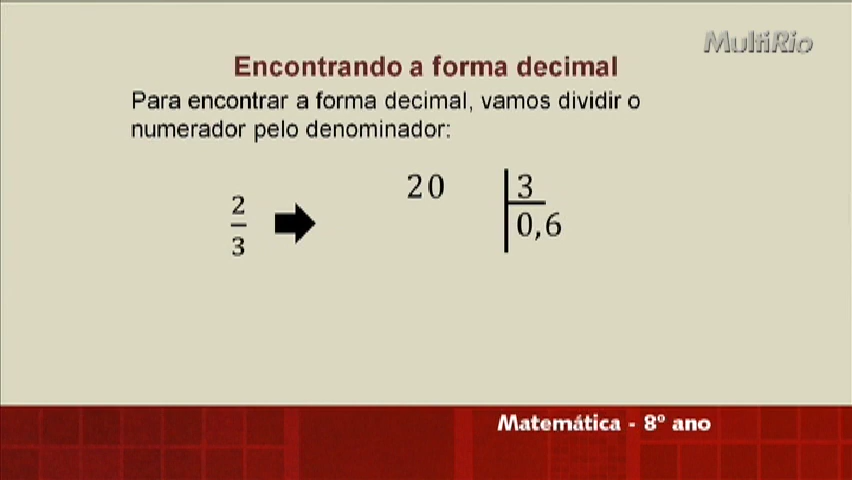 MultiRio
Encontrando a forma decimal
Para encontrar a forma decimal, vamos dividir o
numerador pelo denominador:
2
3
20
3
0,6
Matemática - 8º ano